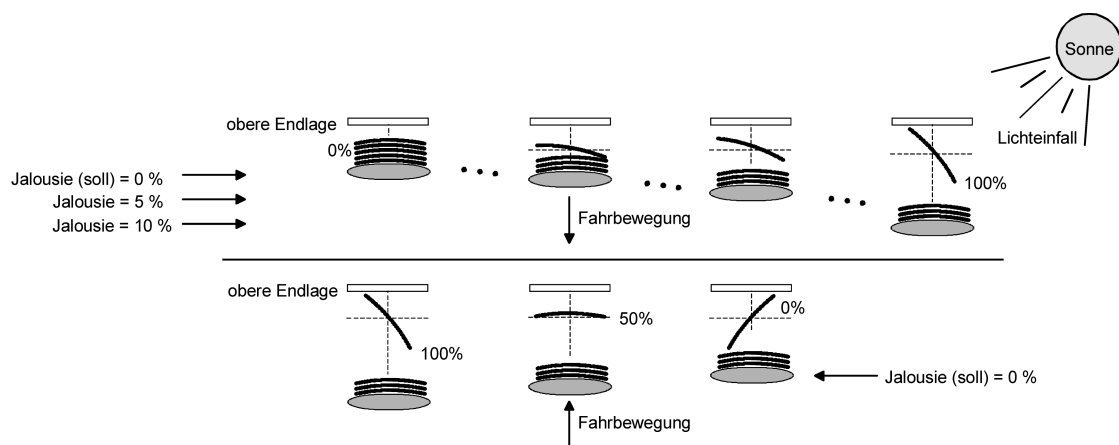 Sonne
Lichteinfall
obere Endlage
0%
100%
Jalousie (soll) = 0 %
Jalousie = 5 %
Jalousie = 10 %
Fahrbewegung
obere Endlage
100%
50%
0%
Jalousie (soll) = 0 %
Fahrbewegung